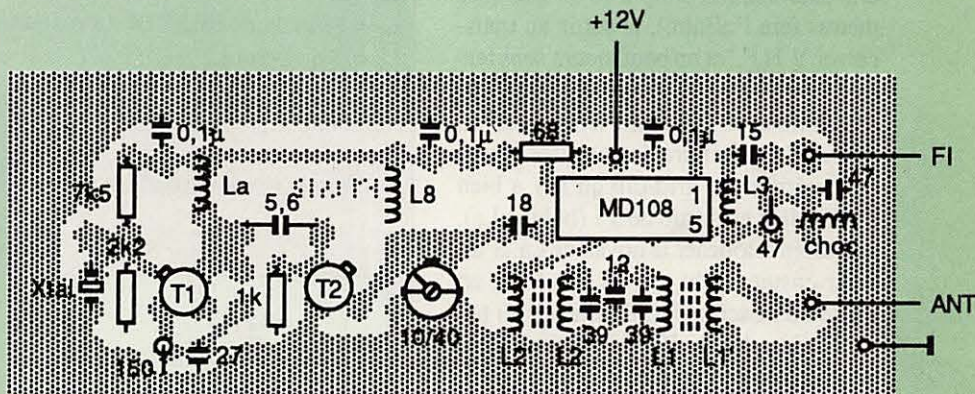 +12V
0,1µ
0,1µ
68
0,1µ
15
FI
7k5
La
L8
MD108
1
L3
47
5,6
18
5
2k2
47
choc
Xtal
T1
1k
T2
12
ANT
10/40
39
39
150
27
L2
L2'
L1
L1'